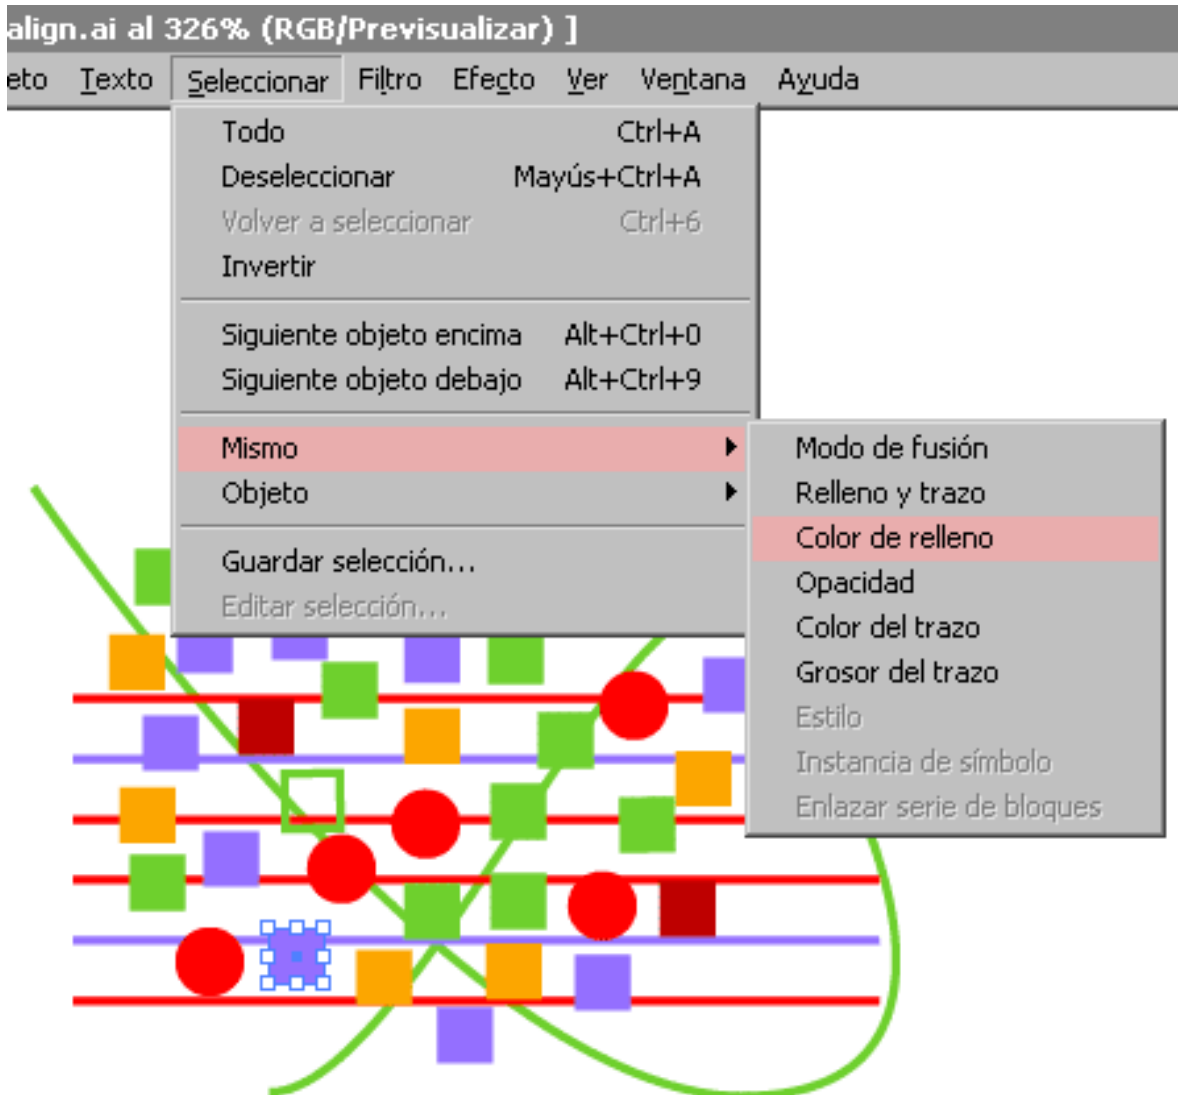 align.ai al 326% (RGB/Previsualizar) ]
eto Texto Seleccionar Filtro Efecto Ver Ventana Ayuda
Todo Ctrl+A
Deseleccionar Mayús+Ctrl+A
Volver a seleccionar Ctrl+6
Invertir
Siguiente objeto encima Alt+Ctrl+0
Siguiente objeto debajo Alt+Ctrl+9
Mismo
Objeto
Guardar selección...
Editar selección...
Modo de fusión
Relleno y trazo
Color de relleno
Opacidad
Color del trazo
Grosor del trazo
Estilo
Instancia de símbolo
Enlazar serie de bloques